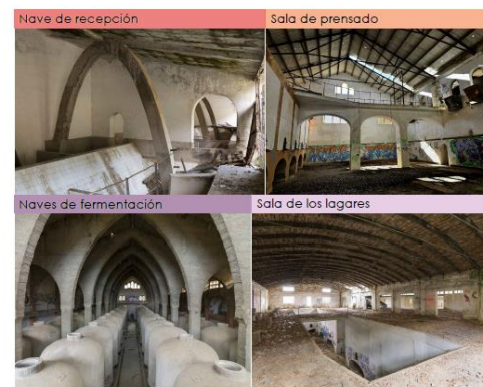 Nave de recepción
Sala de prensado
Naves de fermentación
Sala de los lagares